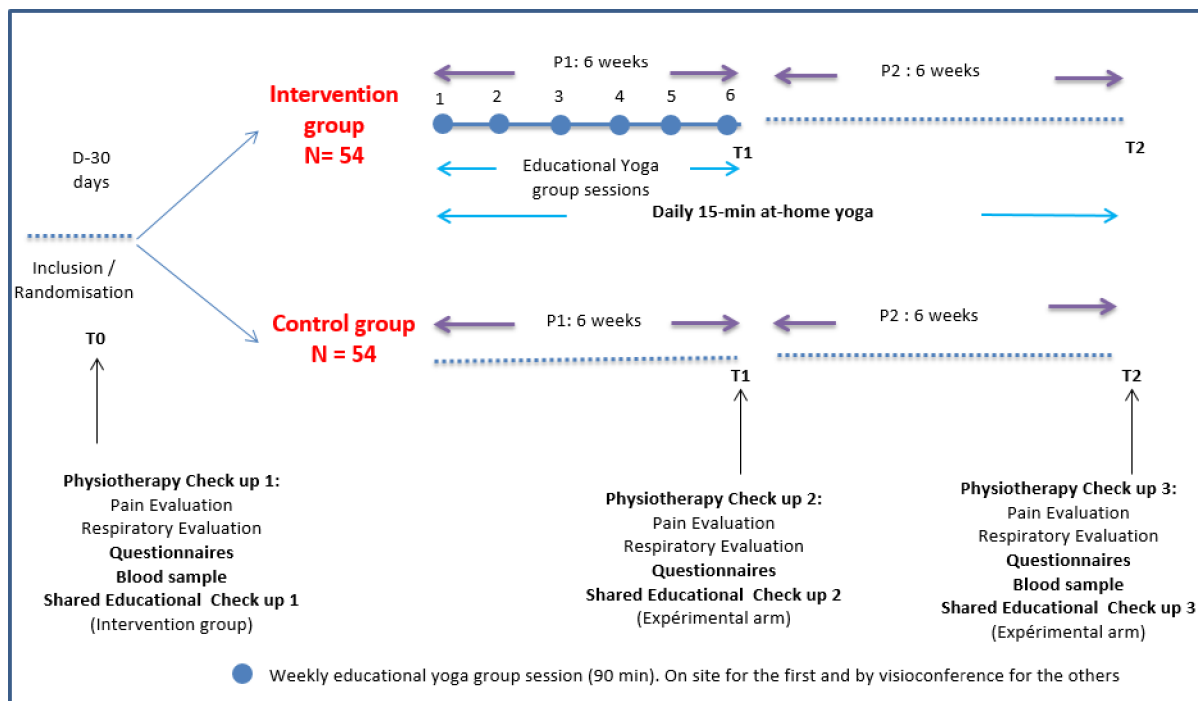 P1: 6 weeks
P2 : 6 weeks
Intervention
group
N= 54
1 2 3 4 5 6
T1
T2
D-30
days
Educational Yoga
group sessions
Daily 15-min at-home yoga
Inclusion /
Randomisation
T0
Control group
N = 54
P1: 6 weeks
P2 : 6 weeks
T1
T2
Physiotherapy Check up 1:
Pain Evaluation
Respiratory Evaluation
Questionnaires
Blood sample
Shared Educational Check up 1
(Intervention group)
Physiotherapy Check up 2:
Pain Evaluation
Respiratory Evaluation
Questionnaires
Shared Educational Check up 2
(Expérimental arm)
Physiotherapy Check up 3:
Pain Evaluation
Respiratory Evaluation
Questionnaires
Blood sample
Shared Educational Check up 3
(Expérimental arm)
Weekly educational yoga group session (90 min). On site for the first and by visioconference for the others